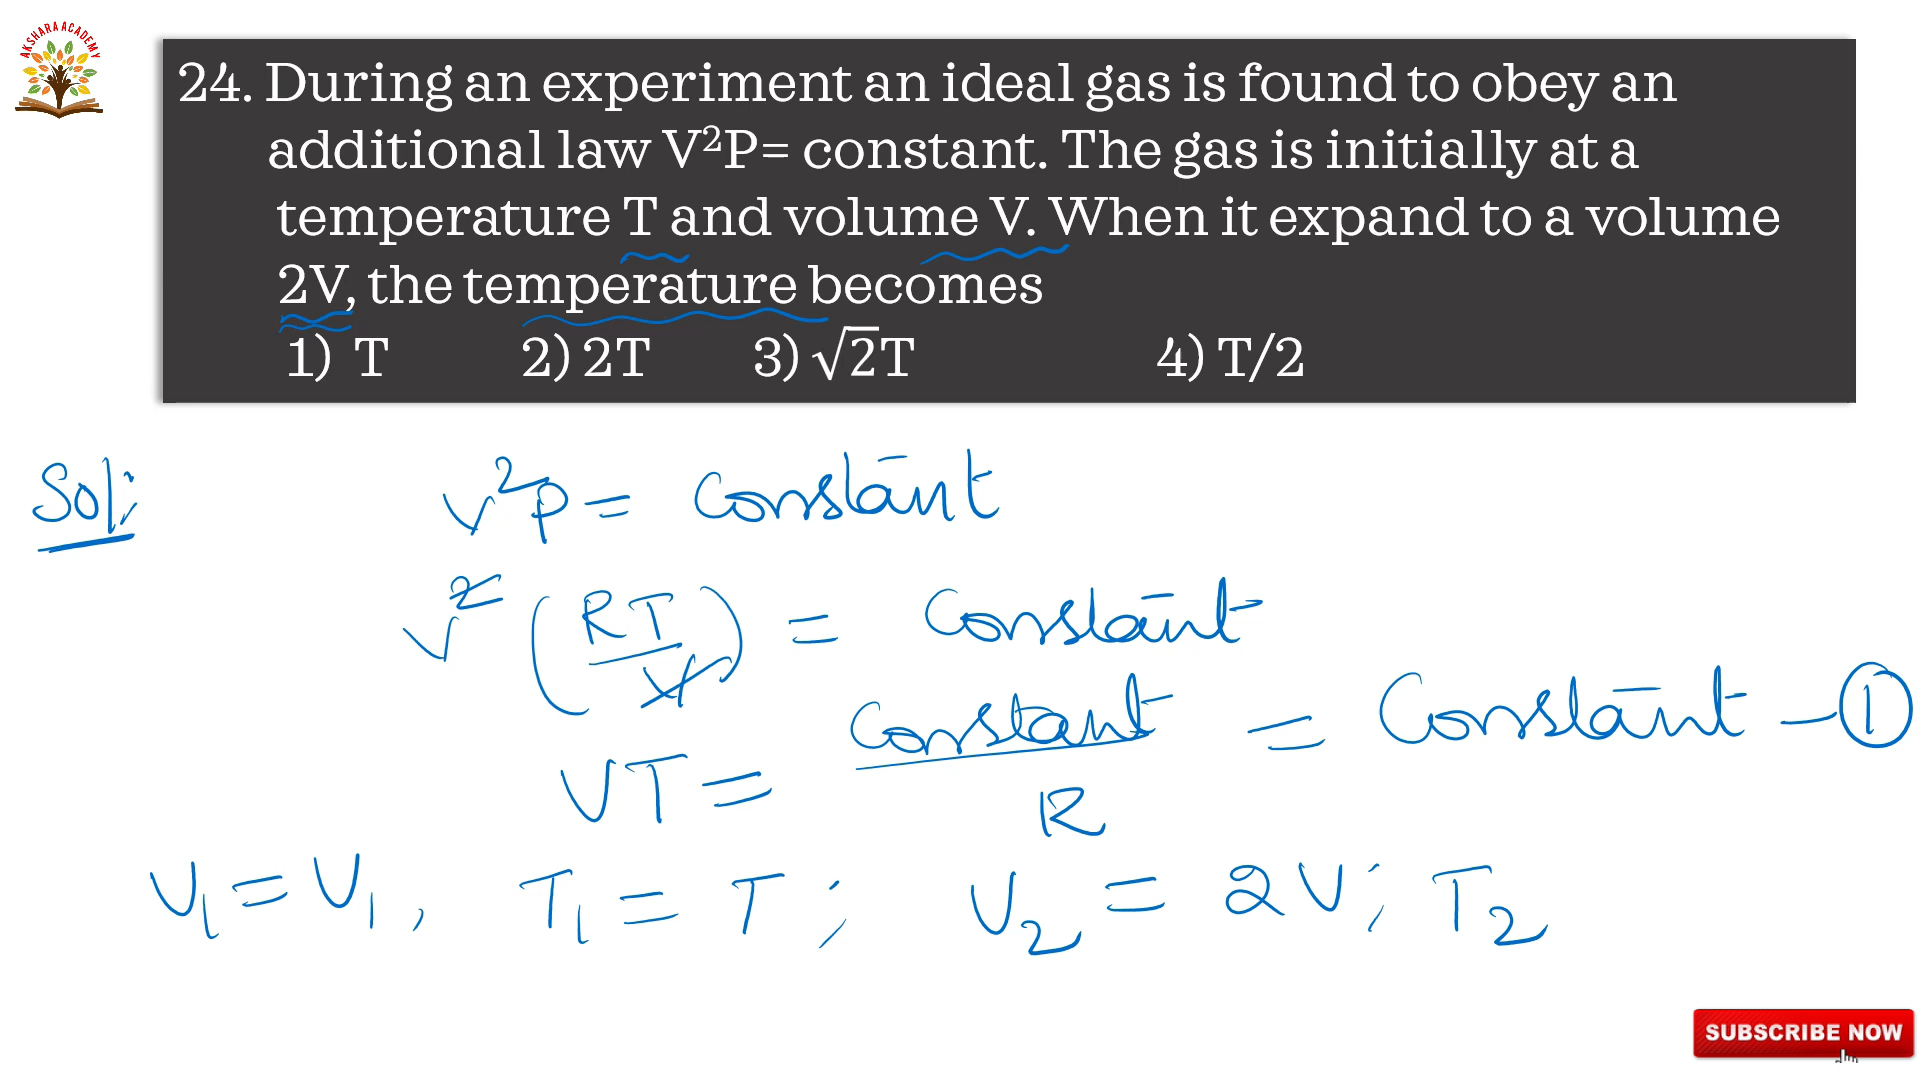 AKSHARA ACADEMY
24. During an experiment an ideal gas is found to obey an
additional law V²P= constant. The gas is initially at a
temperature T and volume V. When it expand to a volume
2V, the temperature becomes
1) T 2) 2T 3) √2T 4) T/2
Sol: V²P = Constant
V² (RT/V) = Constant
VT = Constant/R = Constant - ①
V₁ = V₁, T₁ = T ; V₂ = 2V; T₂
SUBSCRIBE NOW